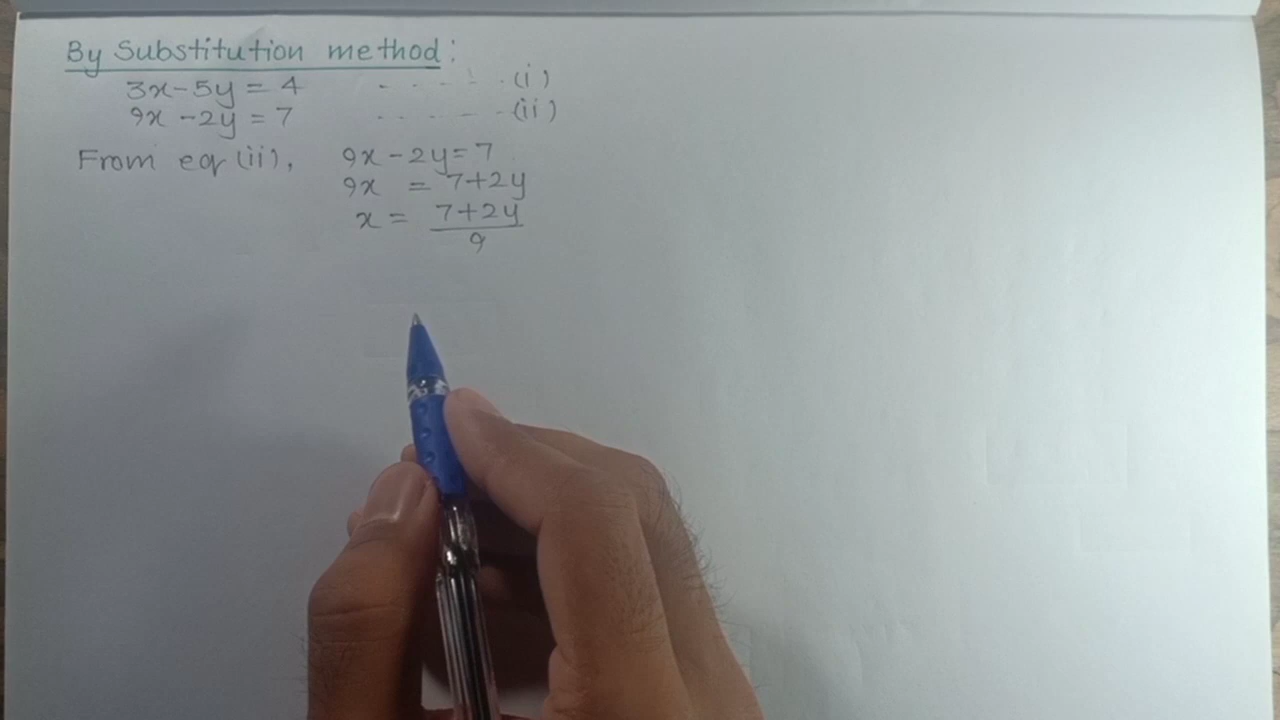 By Substitution method:
3x-5y = 4 - - - - - - (i)
9x -2y = 7 - - - - - - (ii)
From eq (ii), 9x - 2y = 7
9x = 7+2y
x = 7+2y
9